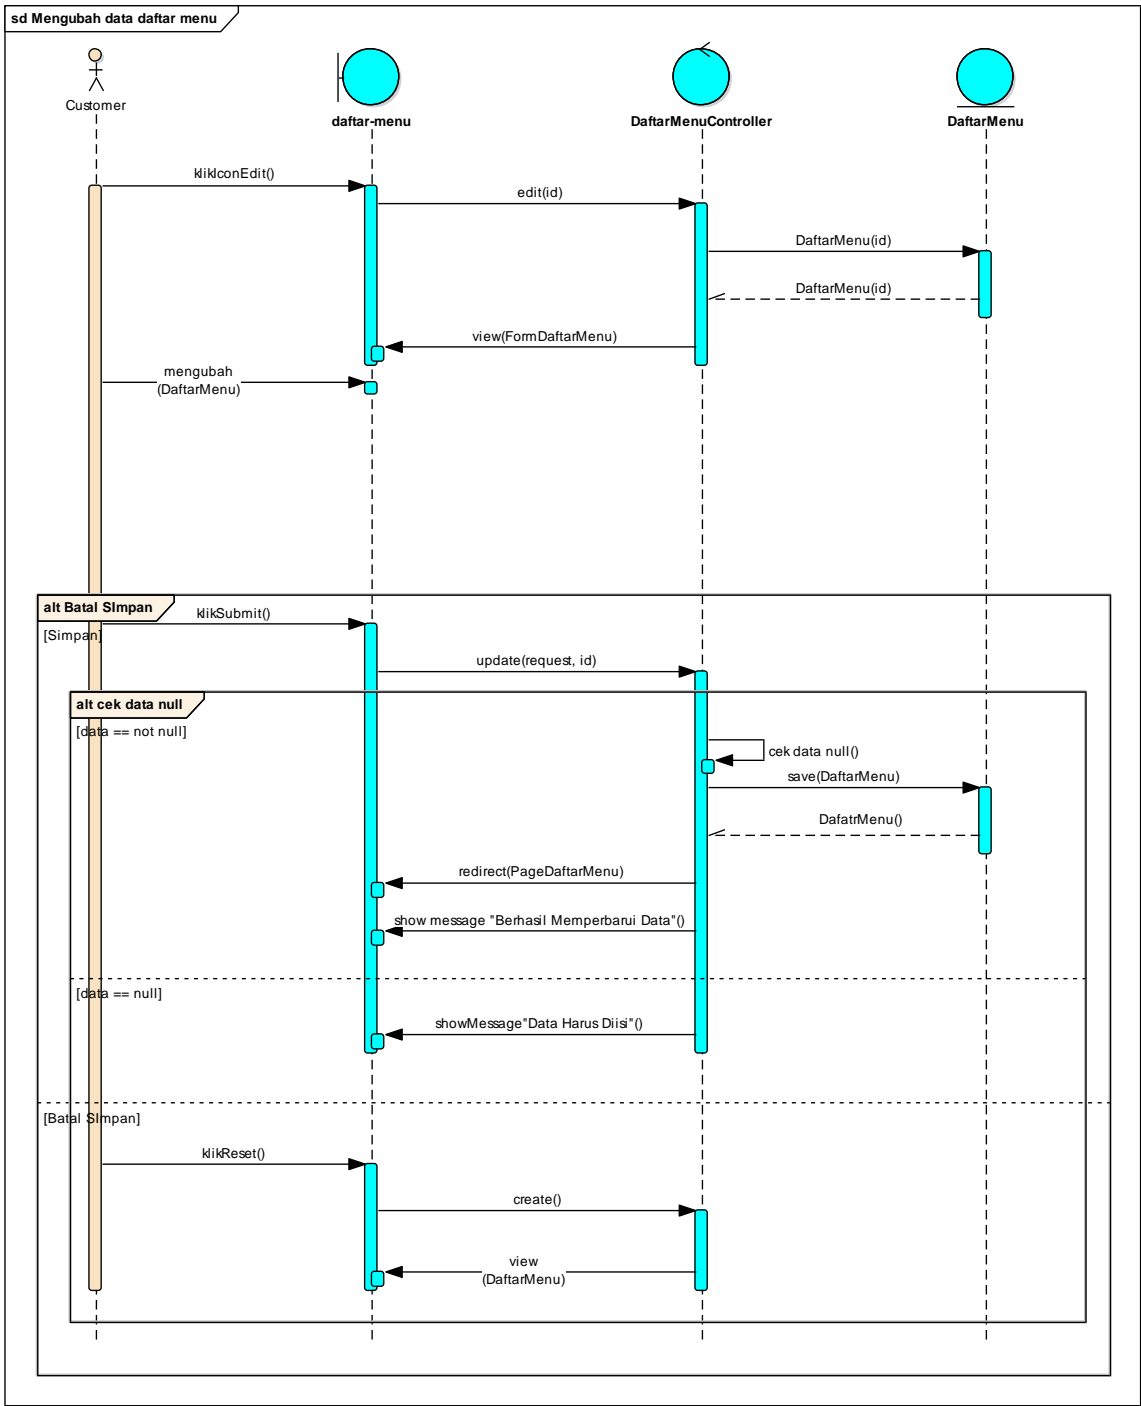 sd Mengubah data daftar menu
Customer
daftar-menu
DaftarMenuController
DaftarMenu
klikIconEdit()
edit(id)
DaftarMenu(id)
DaftarMenu(id)
view(FormDaftarMenu)
mengubah
(DaftarMenu)
alt Batal SImpan
klikSubmit()
[Simpan]
update(request, id)
alt cek data null
[data == not null]
cek data null()
save(DaftarMenu)
DafatrMenu()
redirect(PageDaftarMenu)
show message "Berhasil Memperbarui Data"()
[data == null]
showMessage"Data Harus Diisi"()
[Batal SImpan]
klikReset()
create()
view
(DaftarMenu)